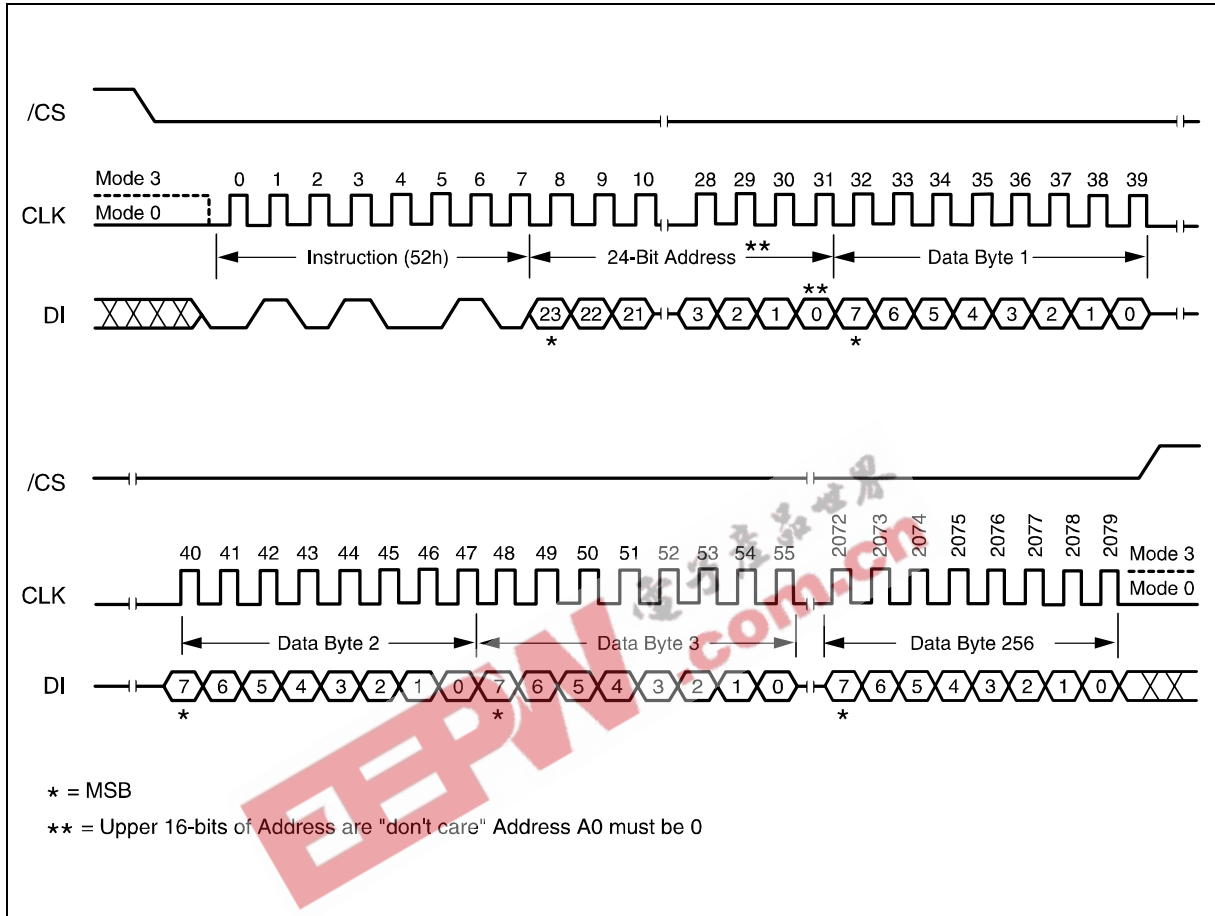 /CS
Mode 3
0 1 2 3 4 5 6 7 8 9 10 28 29 30 31 32 33 34 35 36 37 38 39
CLK
Mode 0
Instruction (52h) 24-Bit Address ** Data Byte 1
**
DI 23 22 21 3 2 1 0 7 6 5 4 3 2 1 0
* *
/CS
40 41 42 43 44 45 46 47 48 49 50 51 52 53 54 55 2072 2073 2074 2075 2076 2077 2078 2079 Mode 3
CLK Mode 0
Data Byte 2 Data Byte 3 Data Byte 256
DI 7 6 5 4 3 2 1 0 7 6 5 4 3 2 1 0 7 6 5 4 3 2 1 0
* * *
* = MSB
** = Upper 16-bits of Address are "don't care" Address A0 must be 0
EEPW.com.cn
電子產品世界